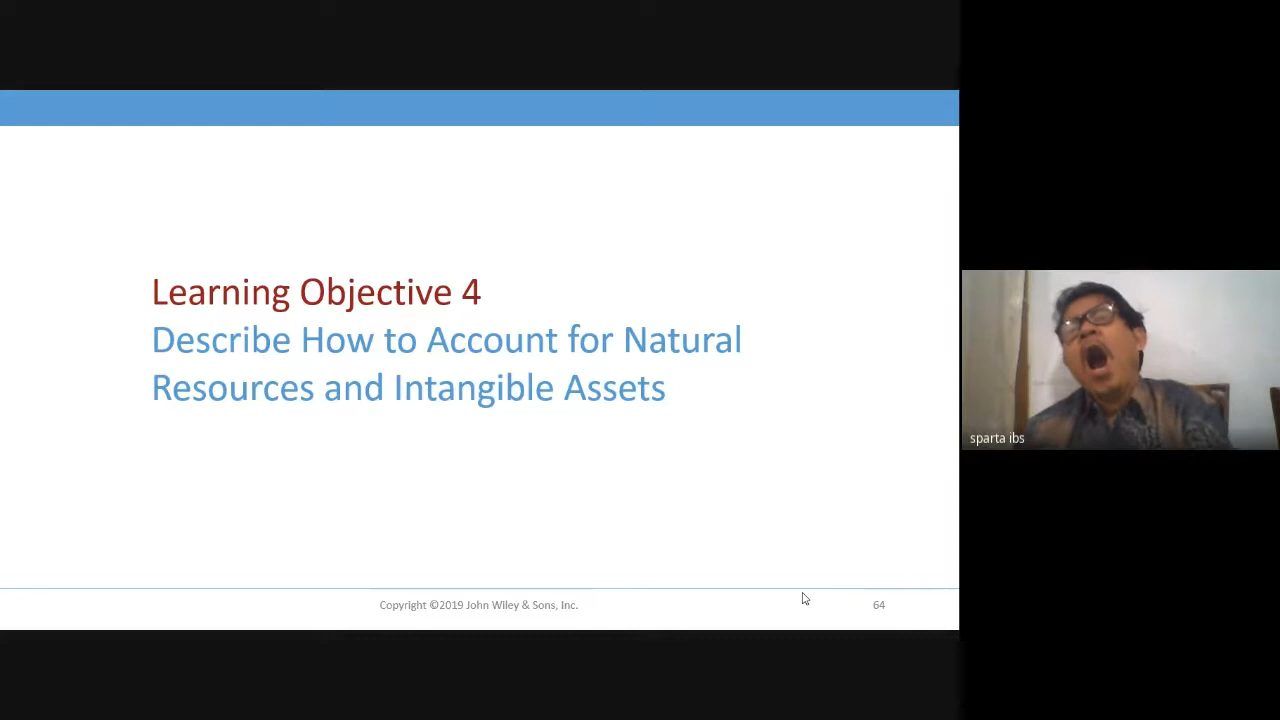 Learning Objective 4
Describe How to Account for Natural
Resources and Intangible Assets
Copyright ©2019 John Wiley & Sons, Inc.
64
sparta ibs